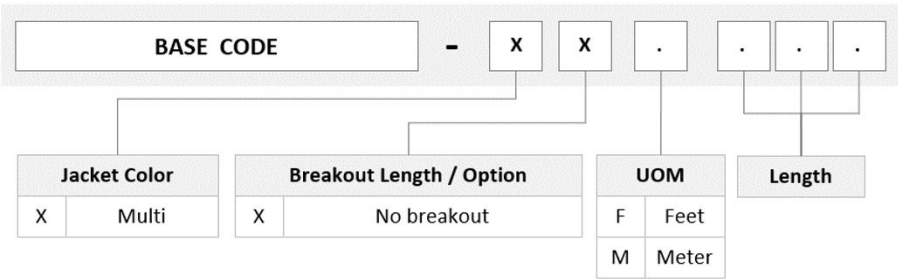 BASE CODE - X X . . . .
Jacket Color
X Multi
Breakout Length / Option
X No breakout
UOM
F Feet
M Meter
Length